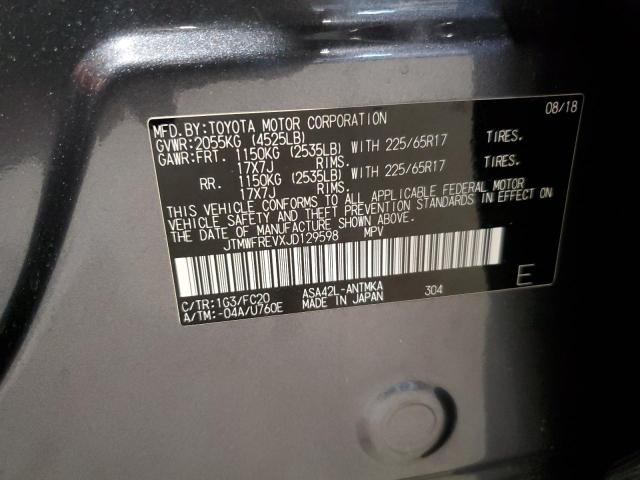 MFD.BY:TOYOTA MOTOR CORPORATION 08/18
GVWR:2055KG (4525LB)
GAWR:FRT. 1150KG (2535LB) WITH 225/65R17 TIRES.
17X7J RIMS.
RR. 1150KG (2535LB) WITH 225/65R17 TIRES.
17X7J RIMS.
THIS VEHICLE CONFORMS TO ALL APPLICABLE FEDERAL MOTOR
VEHICLE SAFETY AND THEFT PREVENTION STANDARDS IN EFFECT ON
THE DATE OF MANUFACTURE SHOWN ABOVE.
JTMWFREVXJD129598 MPV
C/TR:1G3/FC20 ASA42L-ANTMKA 304 E
A/TM:-04A/U760E MADE IN JAPAN